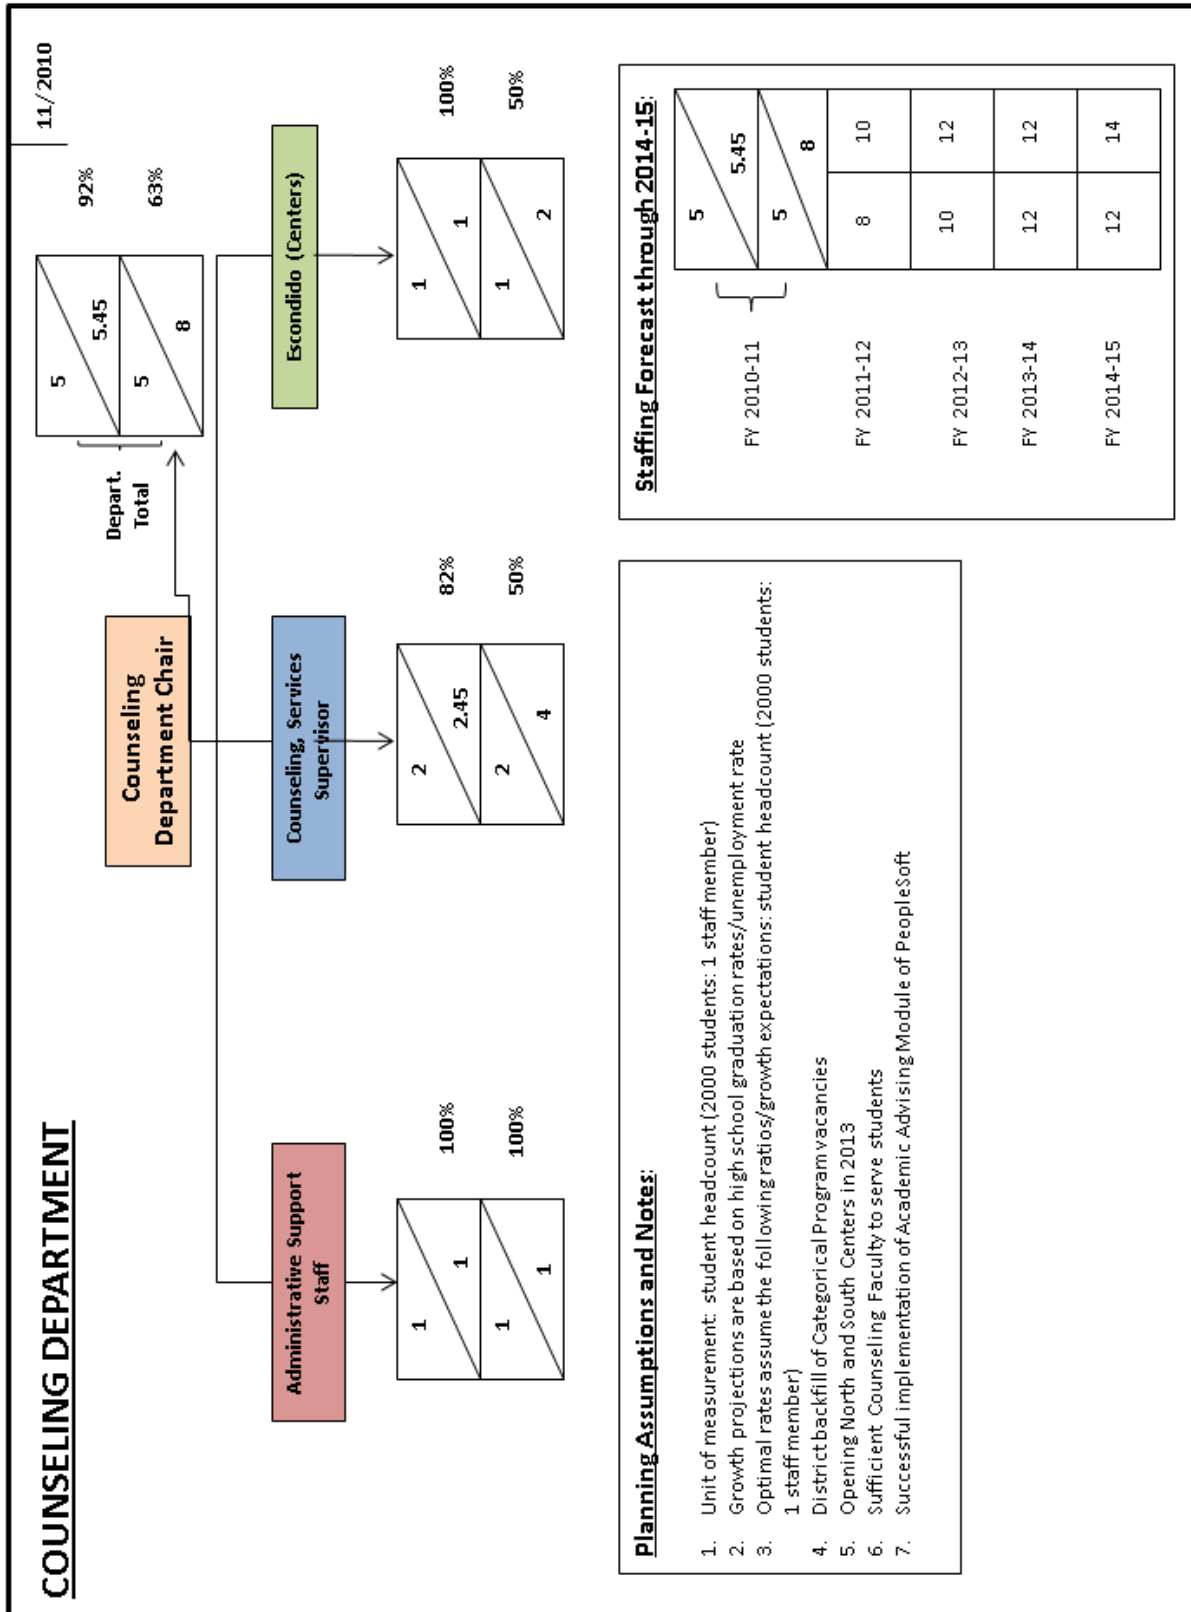 COUNSELING DEPARTMENT
11/2010
Counseling
Department Chair
Depart.
Total
5
5.45
92%
5
8
63%
Administrative Support
Staff
Counseling, Services
Supervisor
Escondido (Centers)
1
1
100%
1
1
100%
2
2.45
82%
2
4
50%
1
1
100%
1
2
50%
Planning Assumptions and Notes:
1. Unit of measurement: student headcount (2000 students: 1 staff member)
2. Growth projections are based on high school graduation rates/unemployment rate
3. Optimal rates assume the following ratios/growth expectations: student headcount (2000 students:
1 staff member)
4. District backfill of Categorical Program vacancies
5. Opening North and South Centers in 2013
6. Sufficient Counseling Faculty to serve students
7. Successful implementation of Academic Advising Module of PeopleSoft
Staffing Forecast through 2014-15:
FY 2010-11
5
5.45
5
8
FY 2011-12 8 10
FY 2012-13 10 12
FY 2013-14 12 12
FY 2014-15 12 14